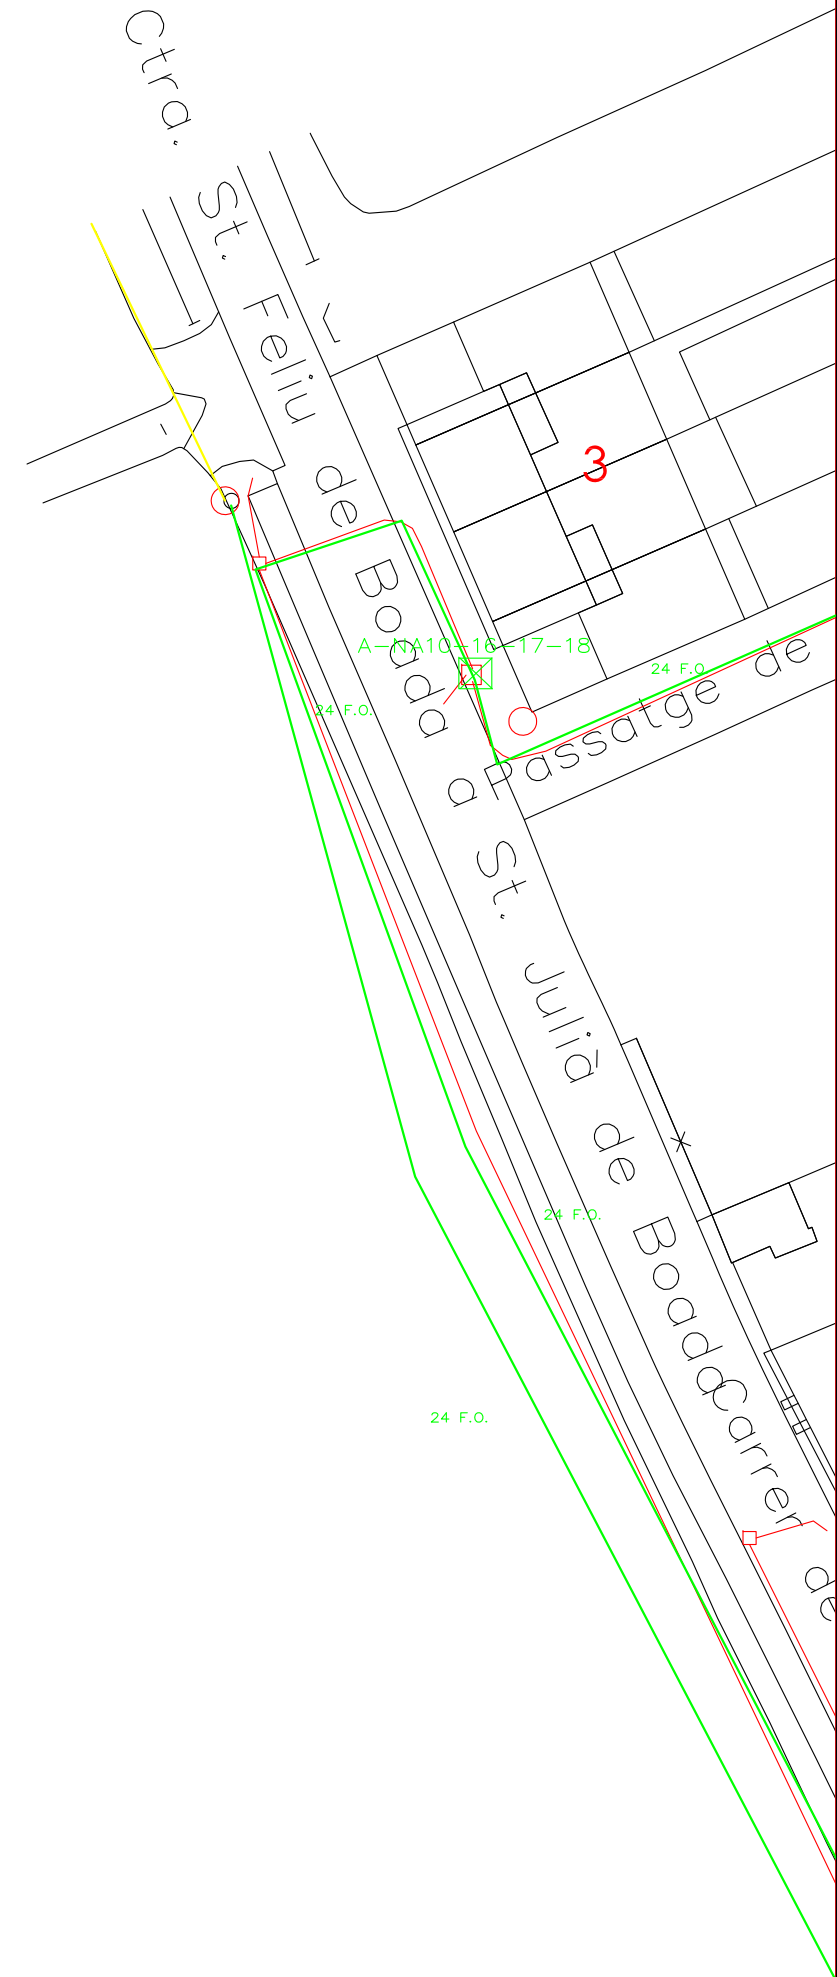 Ctra. St. Feliu de Boada a St. Julià de Boada
3
A-NA10-16-17-18
24 F.O.
24 F.O.
Passatge de
24 F.O.
24 F.O.
Carrer de